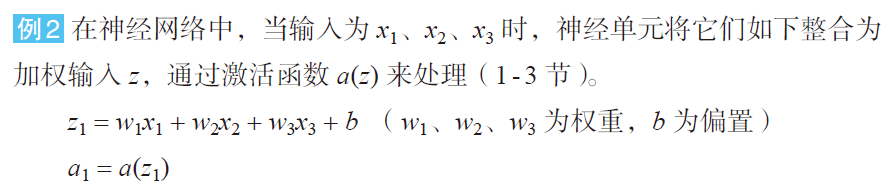 例2 在神经网络中，当输入为 x₁、x₂、x₃ 时，神经单元将它们如下整合为
加权输入 z，通过激活函数 a(z) 来处理（1-3 节）。
z₁ = w₁x₁ + w₂x₂ + w₃x₃ + b （w₁、w₂、w₃ 为权重，b 为偏置）
a₁ = a(z₁)